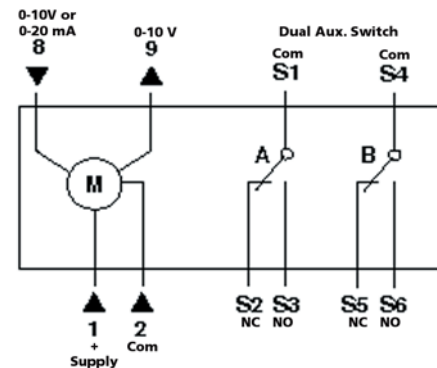 0-10V or
0-20 mA
8
0-10 V
9
Dual Aux. Switch
Com
S1
Com
S4
M
A
B
1
+
Supply
2
Com
S2
NC
S3
NO
S5
NC
S6
NO